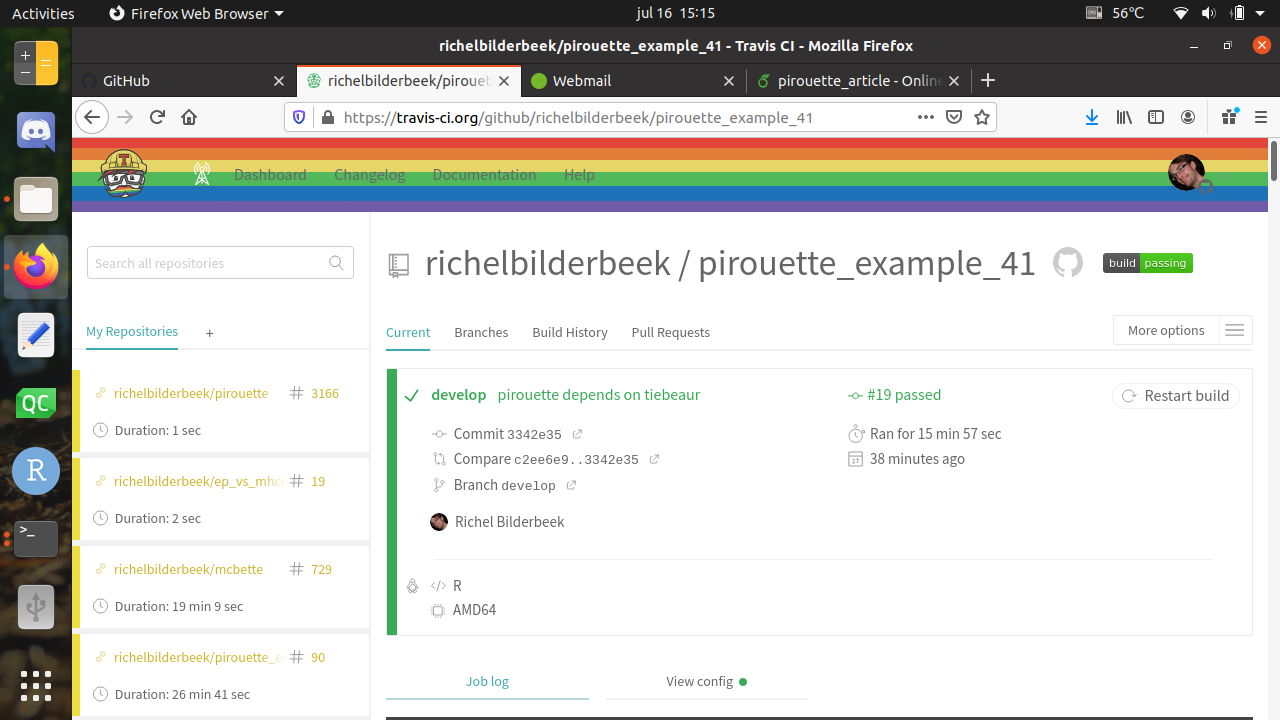 Activities Firefox Web Browser jul 16 15:15 56℃
richelbilderbeek/pirouette_example_41 - Travis CI - Mozilla Firefox
GitHub richelbilderbeek/pirouet Webmail pirouette_article - Online
https://travis-ci.org/github/richelbilderbeek/pirouette_example_41
Dashboard Changelog Documentation Help
Search all repositories
richelbilderbeek / pirouette_example_41 build passing
My Repositories +
Current Branches Build History Pull Requests More options
richelbilderbeek/pirouette # 3166
Duration: 1 sec
richelbilderbeek/ep_vs_mhc # 19
Duration: 2 sec
richelbilderbeek/mcbette # 729
Duration: 19 min 9 sec
richelbilderbeek/pirouette_e # 90
Duration: 26 min 41 sec
develop pirouette depends on tiebeaur #19 passed Restart build
Commit 3342e35 Ran for 15 min 57 sec
Compare c2ee6e9..3342e35 38 minutes ago
Branch develop
Richel Bilderbeek
R
AMD64
Job log View config